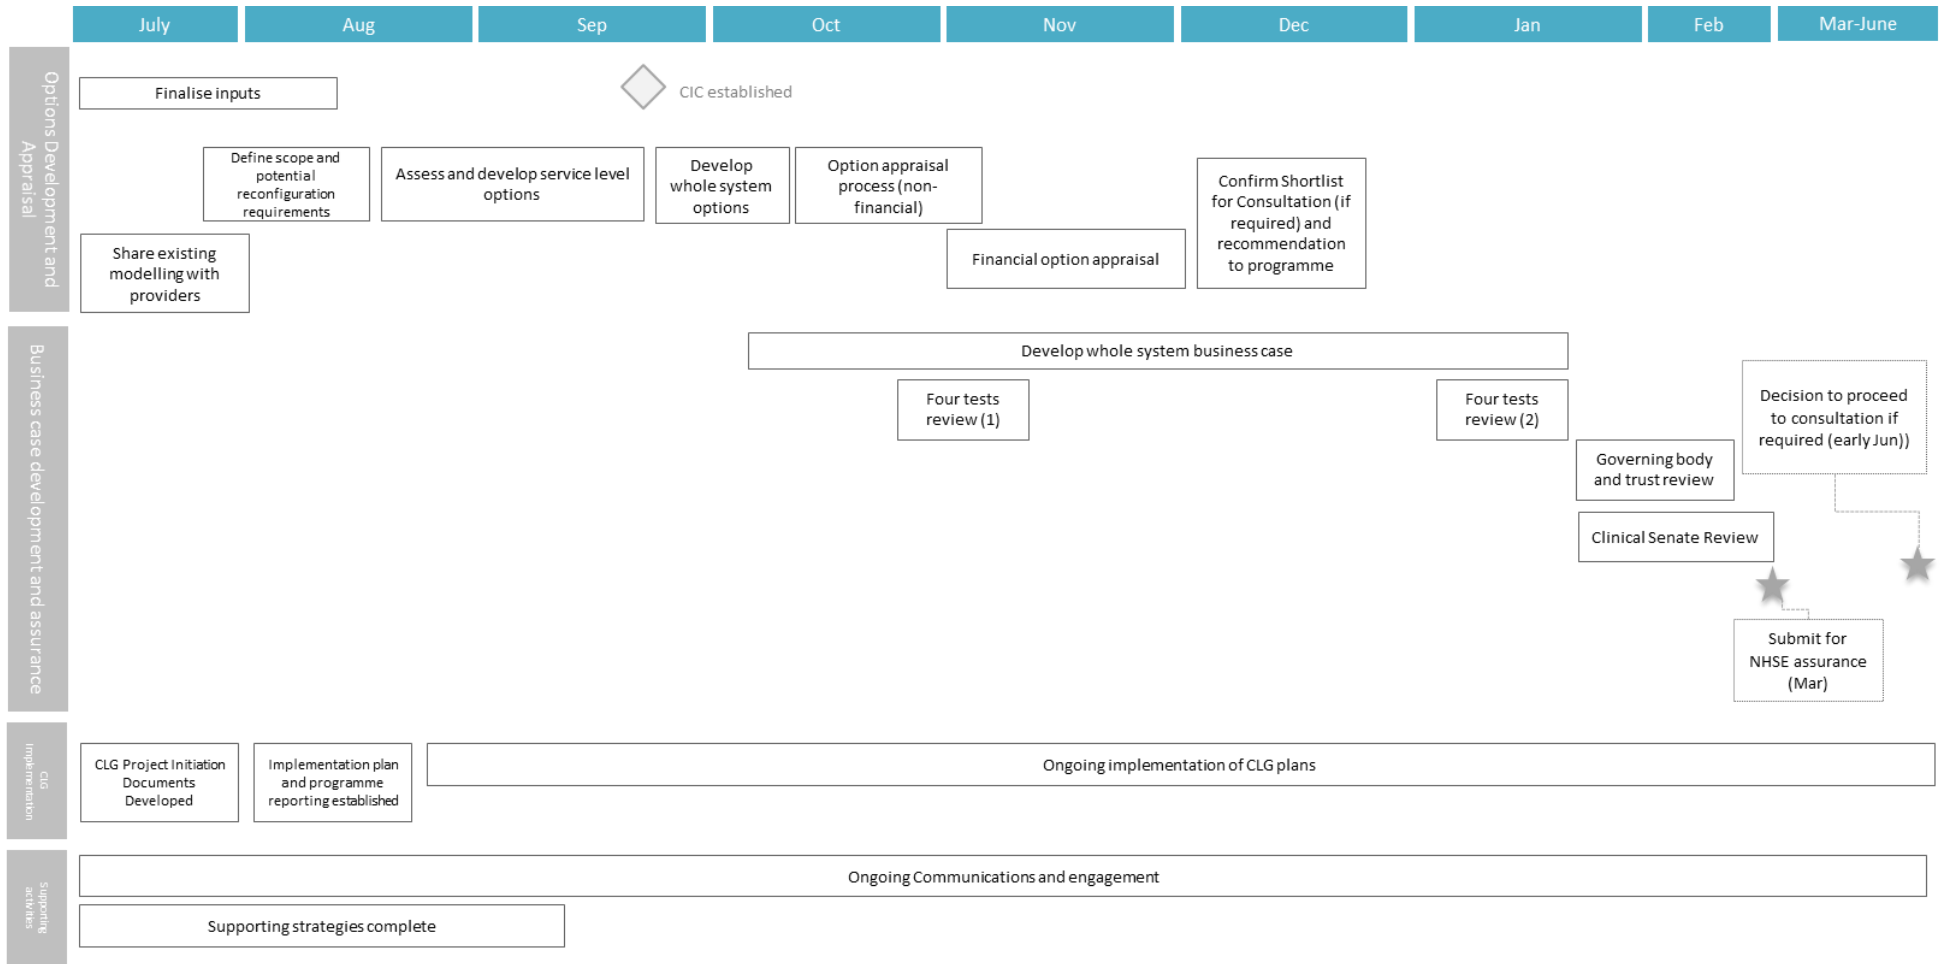 July
Aug
Sep
Oct
Nov
Dec
Jan
Feb
Mar-June
Options Development and
Appraisal
Finalise inputs
CIC established
Define scope and
potential
reconfiguration
requirements
Assess and develop service level
options
Develop
whole system
options
Option appraisal
process (non-
financial)
Confirm Shortlist
for Consultation (if
required) and
recommendation
to programme
Share existing
modelling with
providers
Financial option appraisal
Business case development and assurance
Develop whole system business case
Four tests
review (1)
Four tests
review (2)
Decision to proceed
to consultation if
required (early Jun))
Governing body
and trust review
Clinical Senate Review
Submit for
NHSE assurance
(Mar)
CLG
Implementation
CLG Project Initiation
Documents
Developed
Implementation plan
and programme
reporting established
Ongoing implementation of CLG plans
Supporting
activities
Ongoing Communications and engagement
Supporting strategies complete